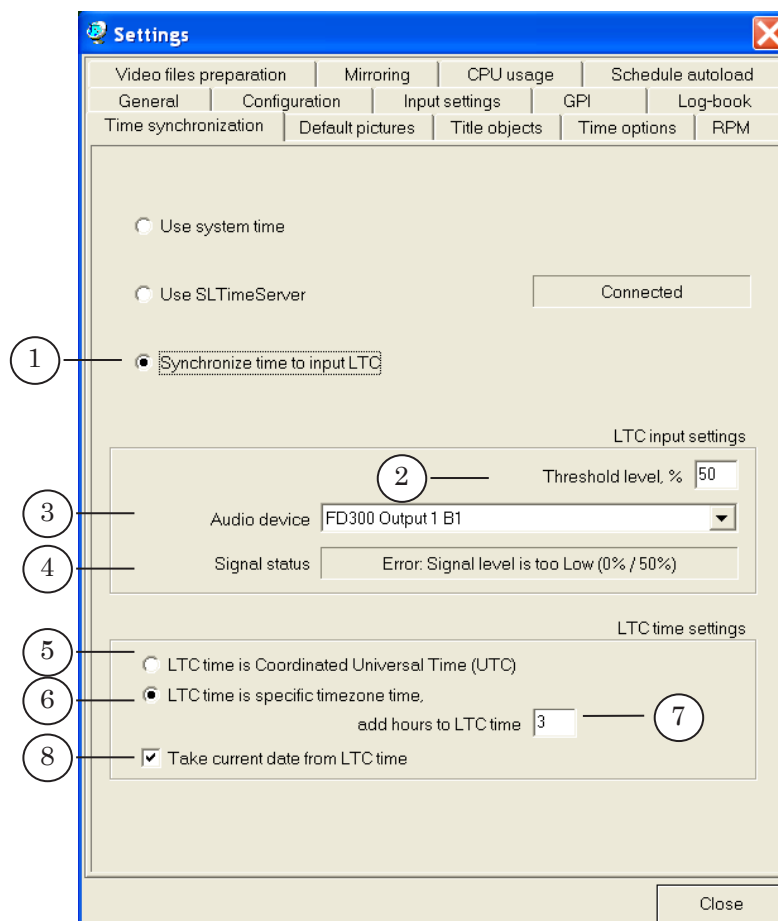 Settings
Video files preparation Mirroring CPU usage Schedule autoload
General Configuration Input settings GPI Log-book
Time synchronization Default pictures Title objects Time options RPM
Use system time
Use SLTimeServer Connected
1 Synchronize time to input LTC
LTC input settings
2 Threshold level, % 50
3 Audio device FD300 Output 1 B1
4 Signal status Error: Signal level is too Low (0% / 50%)
LTC time settings
5 LTC time is Coordinated Universal Time (UTC)
6 LTC time is specific timezone time,
add hours to LTC time 3 7
8 Take current date from LTC time
Close